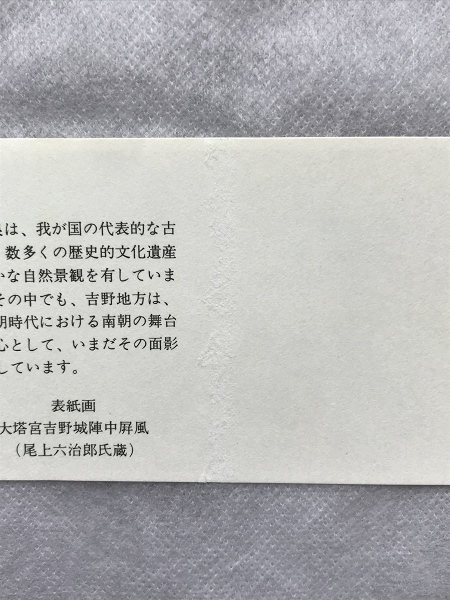 は、我が国の代表的な古
数多くの歴史的文化遺産
な自然景観を有していま
その中でも、吉野地方は、
朝時代における南朝の舞台
心として、いまだその面影
しています。
表紙画
大塔宮吉野城陣中屛風
（尾上六治郎氏蔵）